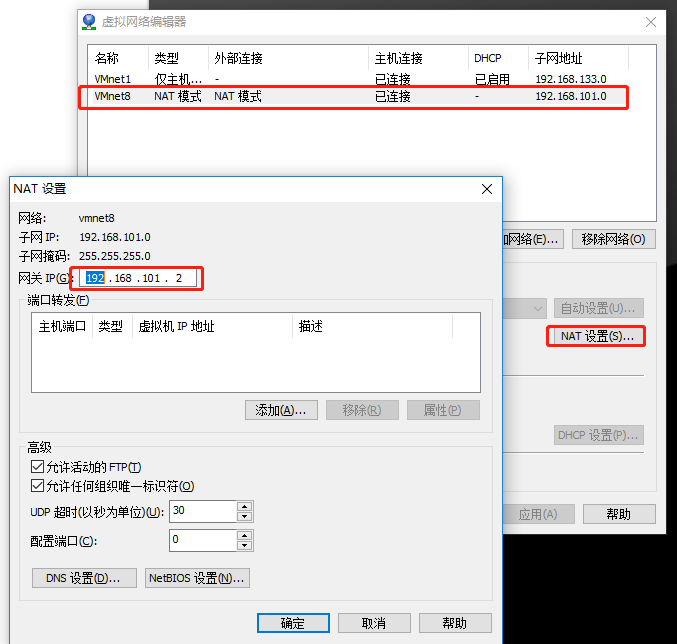 虚拟网络编辑器
名称 类型 外部连接 主机连接 DHCP 子网地址
VMnet1 仅主机... - 已连接 已启用 192.168.133.0
VMnet8 NAT 模式 NAT 模式 已连接 - 192.168.101.0
网络(E)... 移除网络(O)
自动设置(U)...
NAT 设置(S)...
DHCP 设置(P)...
应用(A) 帮助
NAT 设置
网络: vmnet8
子网 IP: 192.168.101.0
子网掩码: 255.255.255.0
网关 IP(G): 192 . 168 . 101 . 2
端口转发(F)
主机端口 类型 虚拟机 IP 地址 描述
添加(A)... 移除(R) 属性(P)
高级
允许活动的 FTP(T)
允许任何组织唯一标识符(O)
UDP 超时(以秒为单位)(U): 30
配置端口(C): 0
DNS 设置(D)... NetBIOS 设置(N)...
确定 取消 帮助